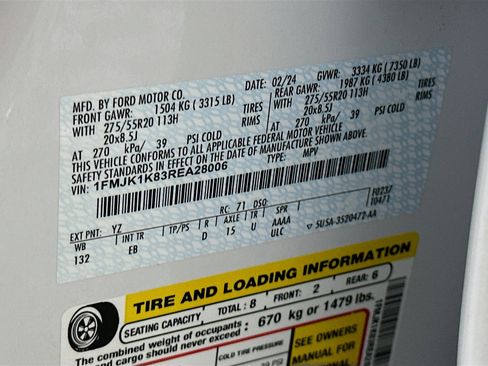 MFD. BY FORD MOTOR CO.
02/24 GVWR: 3334 KG ( 7350 LB)
FRONT GAWR: 1504 KG ( 3315 LB) REAR GAWR: 1987 KG ( 4380 LB)
WITH 275/55R20 113H TIRES 275/55R20 113H TIRES
20x8.5J RIMS 20x8.5J RIMS
AT 270 kPa/ 39 PSI COLD AT 270 kPa/ 39 PSI COLD
THIS VEHICLE CONFORMS TO ALL APPLICABLE FEDERAL MOTOR VEHICLE
SAFETY STANDARDS IN EFFECT ON THE DATE OF MANUFACTURE SHOWN ABOVE.
1FMJK1K83REA28006 TYPE: MPV
F0237
10471
EXT PNT: YZ RC: 71 DSO:
WB INT TR TP/PS R AXLE TR SPR
132 EB D 15 U AAAA
ULC
5U5A-3520472-AA
TIRE AND LOADING INFORMATION
SEATING CAPACITY TOTAL: 8 FRONT: 2 REAR: 6
The combined weight of occupants
and cargo should never exceed : 670 kg or 1479 lbs.
COLD TIRE PRESSURE SEE OWNERS
MANUAL FOR